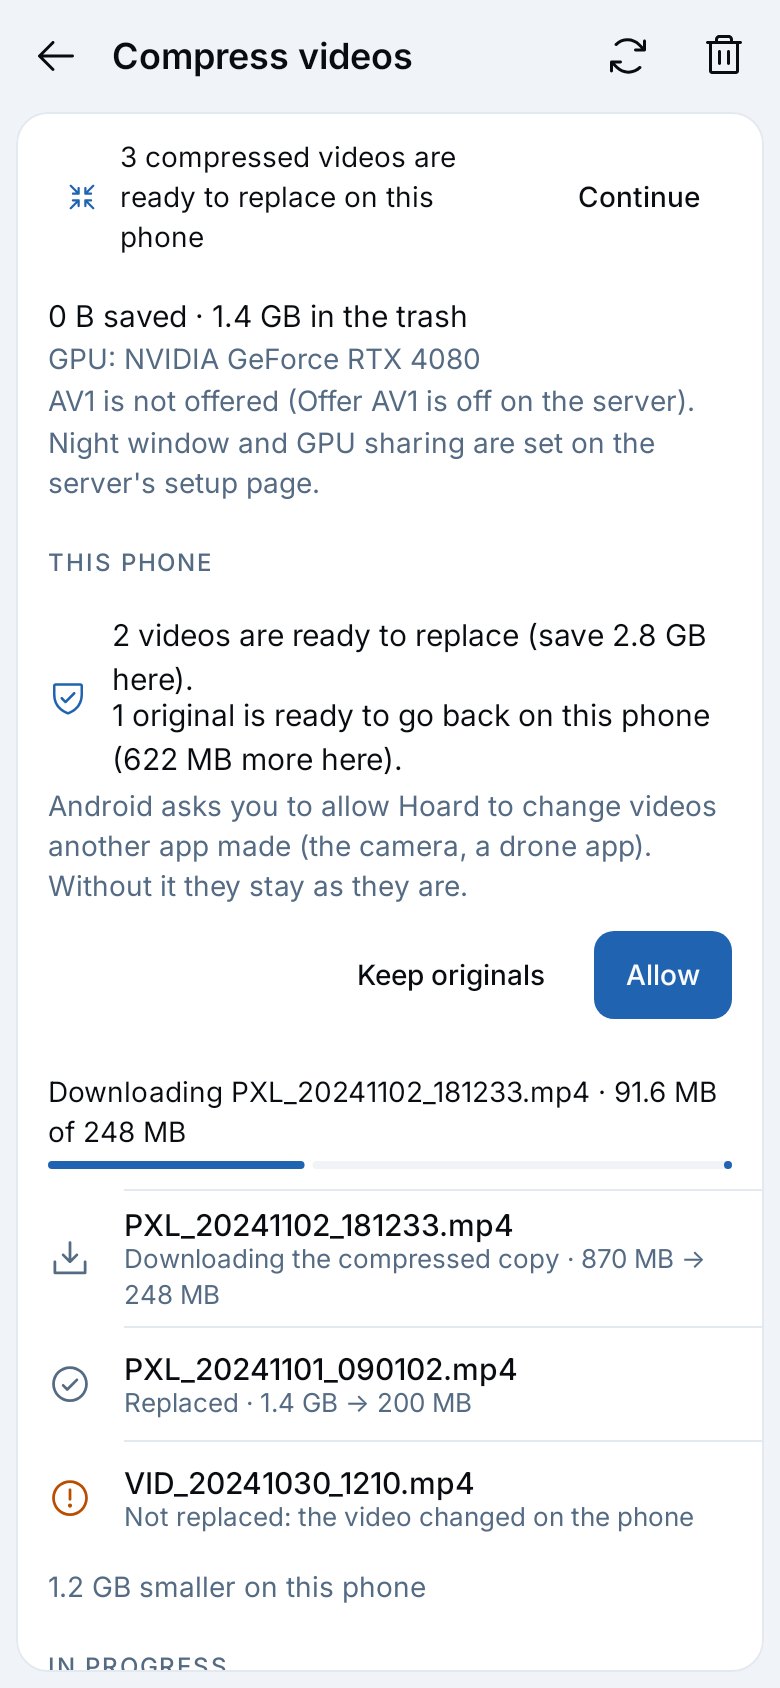 Compress videos
3 compressed videos are
ready to replace on this
phone
Continue
0 B saved · 1.4 GB in the trash
GPU: NVIDIA GeForce RTX 4080
AV1 is not offered (Offer AV1 is off on the server).
Night window and GPU sharing are set on the
server's setup page.
THIS PHONE
2 videos are ready to replace (save 2.8 GB
here).
1 original is ready to go back on this phone
(622 MB more here).
Android asks you to allow Hoard to change videos
another app made (the camera, a drone app).
Without it they stay as they are.
Keep originals
Allow
Downloading PXL_20241102_181233.mp4 · 91.6 MB
of 248 MB
PXL_20241102_181233.mp4
Downloading the compressed copy · 870 MB →
248 MB
PXL_20241101_090102.mp4
Replaced · 1.4 GB → 200 MB
VID_20241030_1210.mp4
Not replaced: the video changed on the phone
1.2 GB smaller on this phone
IN PROGRESS